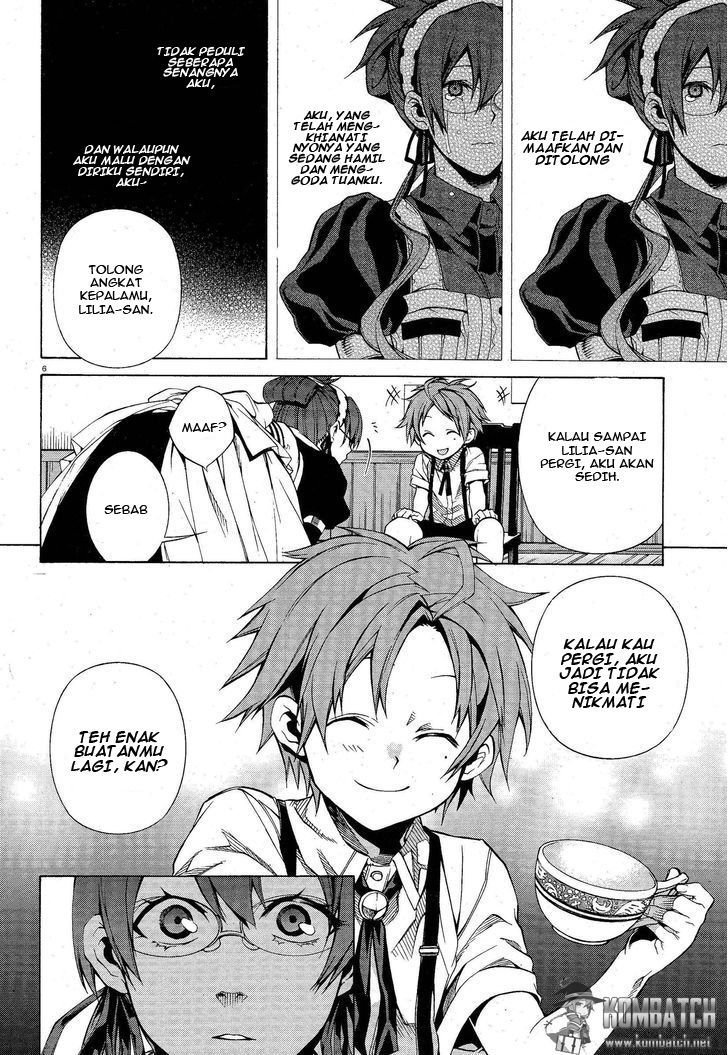 AKU TELAH DI-
MAAFKAN DAN
DITOLONG
AKU, YANG
TELAH MENG-
KHIANATI
NYONYA YANG
SEDANG HAMIL
DAN MENG-
GODA TUANKU.
TIDAK PEDULI
SEBERAPA
SENANGNYA
AKU,
DAN WALAUPUN
AKU MALU DENGAN
DIRIKU SENDIRI,
AKU-
TOLONG
ANGKAT
KEPALAMU,
LILIA-SAN.
6
KALAU SAMPAI
LILIA-SAN
PERGI, AKU AKAN
SEDIH.
MAAF?
SEBAB
KALAU KAU
PERGI, AKU
JADI TIDAK
BISA ME-
NIKMATI
TEH ENAK
BUATANMU
LAGI, KAN?
KOMBATCH
www.kombatch.net